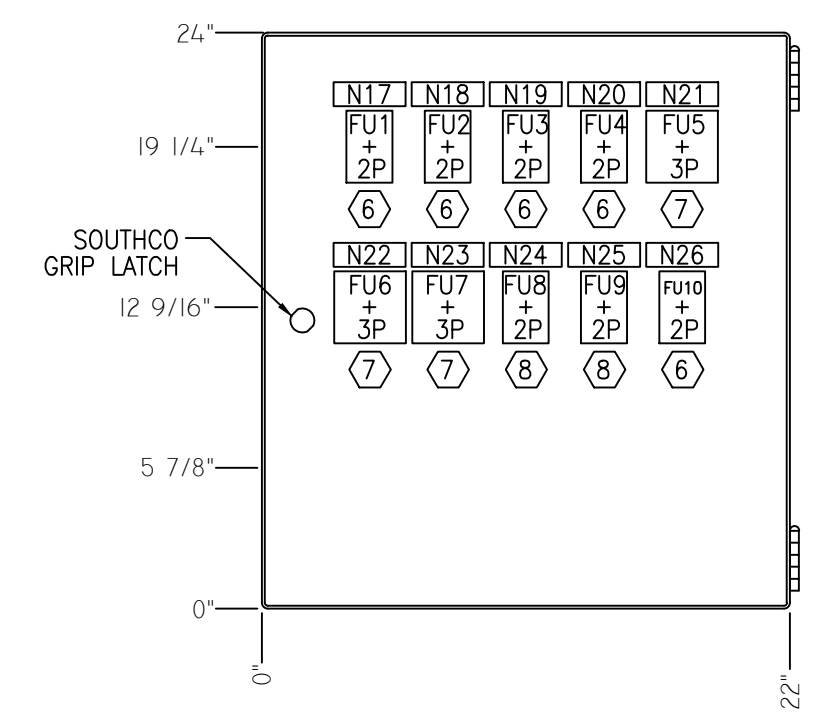 24"
N17 N18 N19 N20 N21
FU1 FU2 FU3 FU4 FU5
+ + + + +
2P 2P 2P 2P 3P
19 1/4"
6 6 6 6 7
SOUTHCO
GRIP LATCH
N22 N23 N24 N25 N26
FU6 FU7 FU8 FU9 FU10
+ + + + +
3P 3P 2P 2P 2P
12 9/16"
7 7 8 8 6
5 7/8"
0"
0"
22"